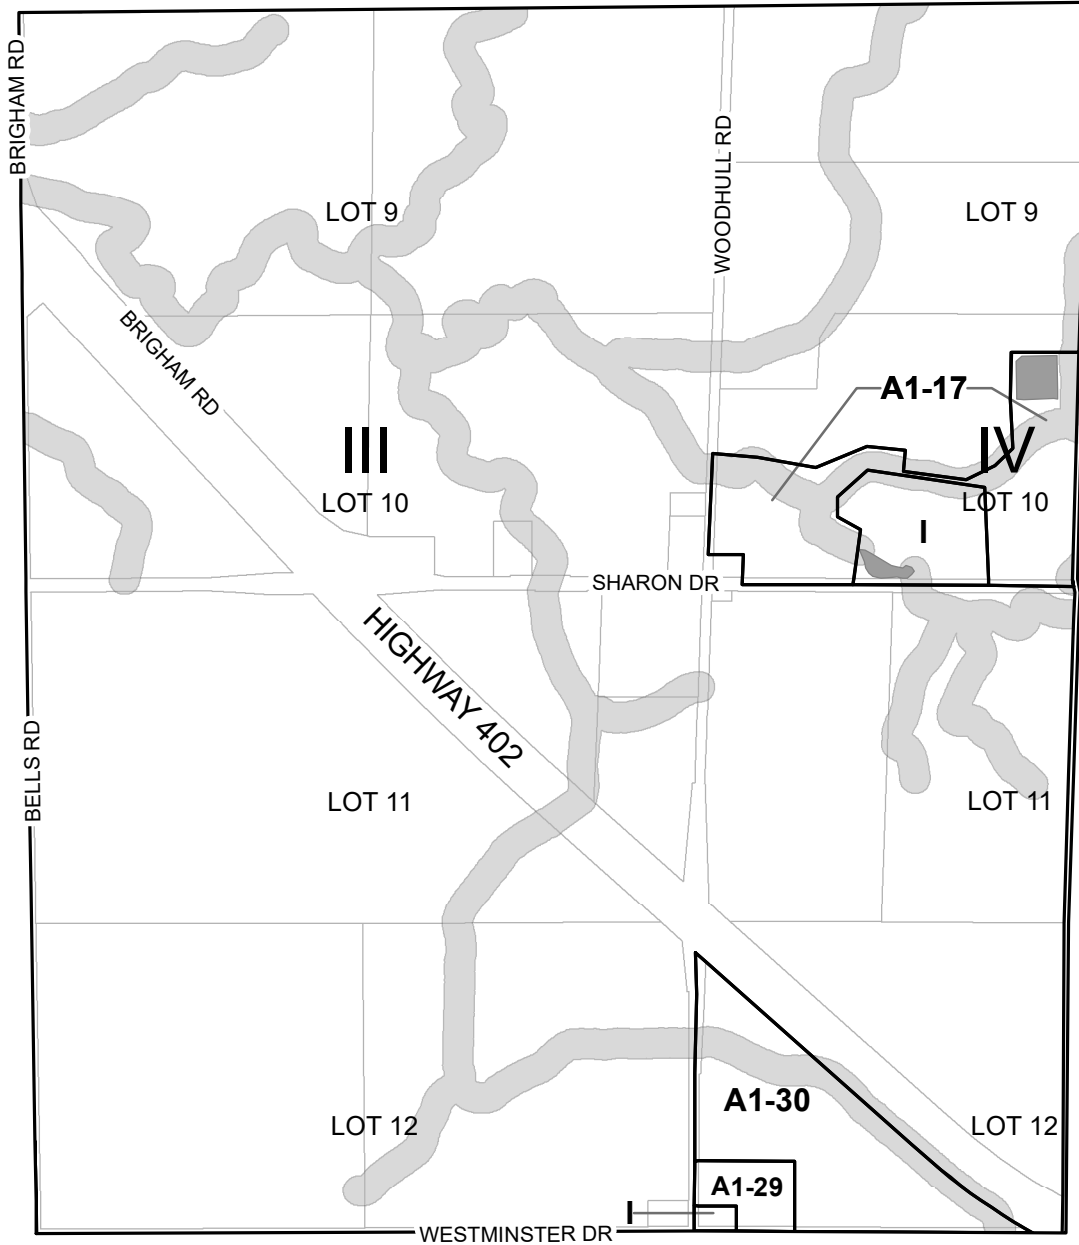 BRIGHAM RD
WOODHULL RD
LOT 9
LOT 9
BRIGHAM RD
A1-17
III
IV
LOT 10
LOT 10
I
SHARON DR
HIGHWAY 402
BELLS RD
LOT 11
LOT 11
A1-30
LOT 12
LOT 12
A1-29
I
WESTMINSTER DR